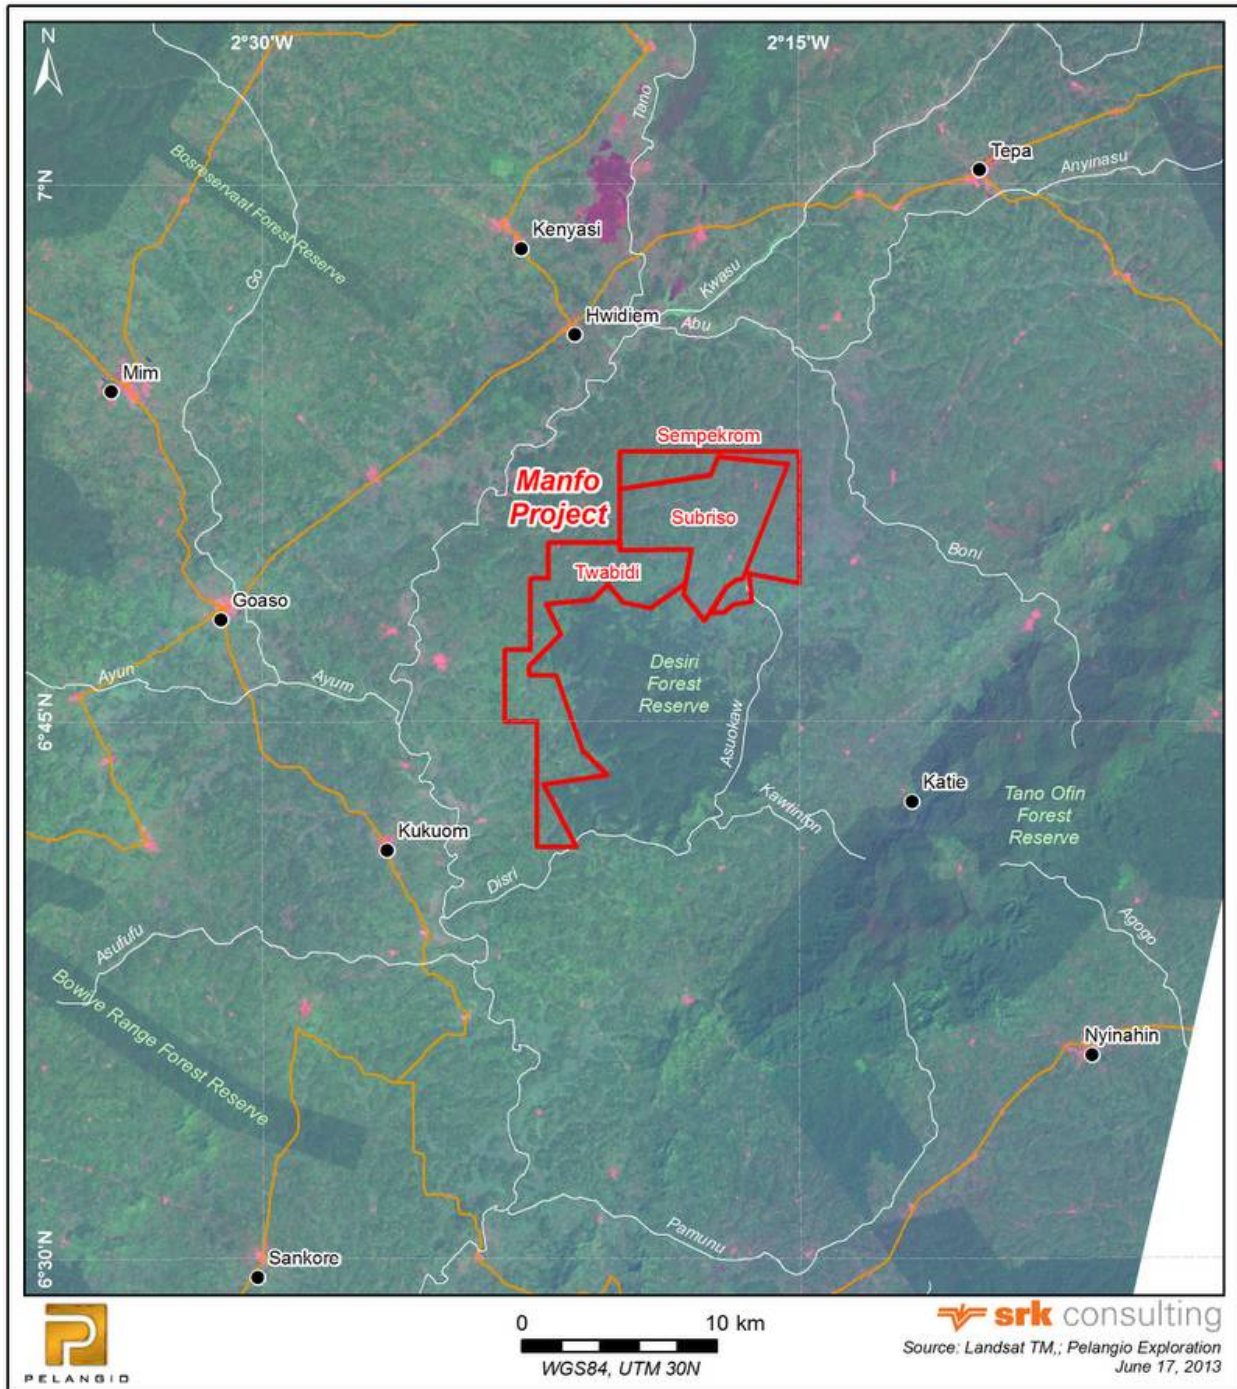 N
2°30'W
2°15'W
Tano
Tepa
Anyinasu
Bosreservaat Forest Reserve
7°N
Kenyasi
Go
Kwasu
Hwidiem
Abu
Mim
Sempekrom
Manfo
Project
Subriso
Boni
Twabidi
Goaso
Desiri
Forest
Reserve
Ayun
Ayum
6°45'N
Asuokaw
Katie
Kawtinton
Tano Ofin
Forest
Reserve
Kukuom
Disri
Asufufu
Agogo
Bowiye Range Forest Reserve
Nyinahin
Pamunu
6°30'N
Sankore
PELANGIO
0 10 km
WGS84, UTM 30N
srk consulting
Source: Landsat TM,; Pelangio Exploration
June 17, 2013